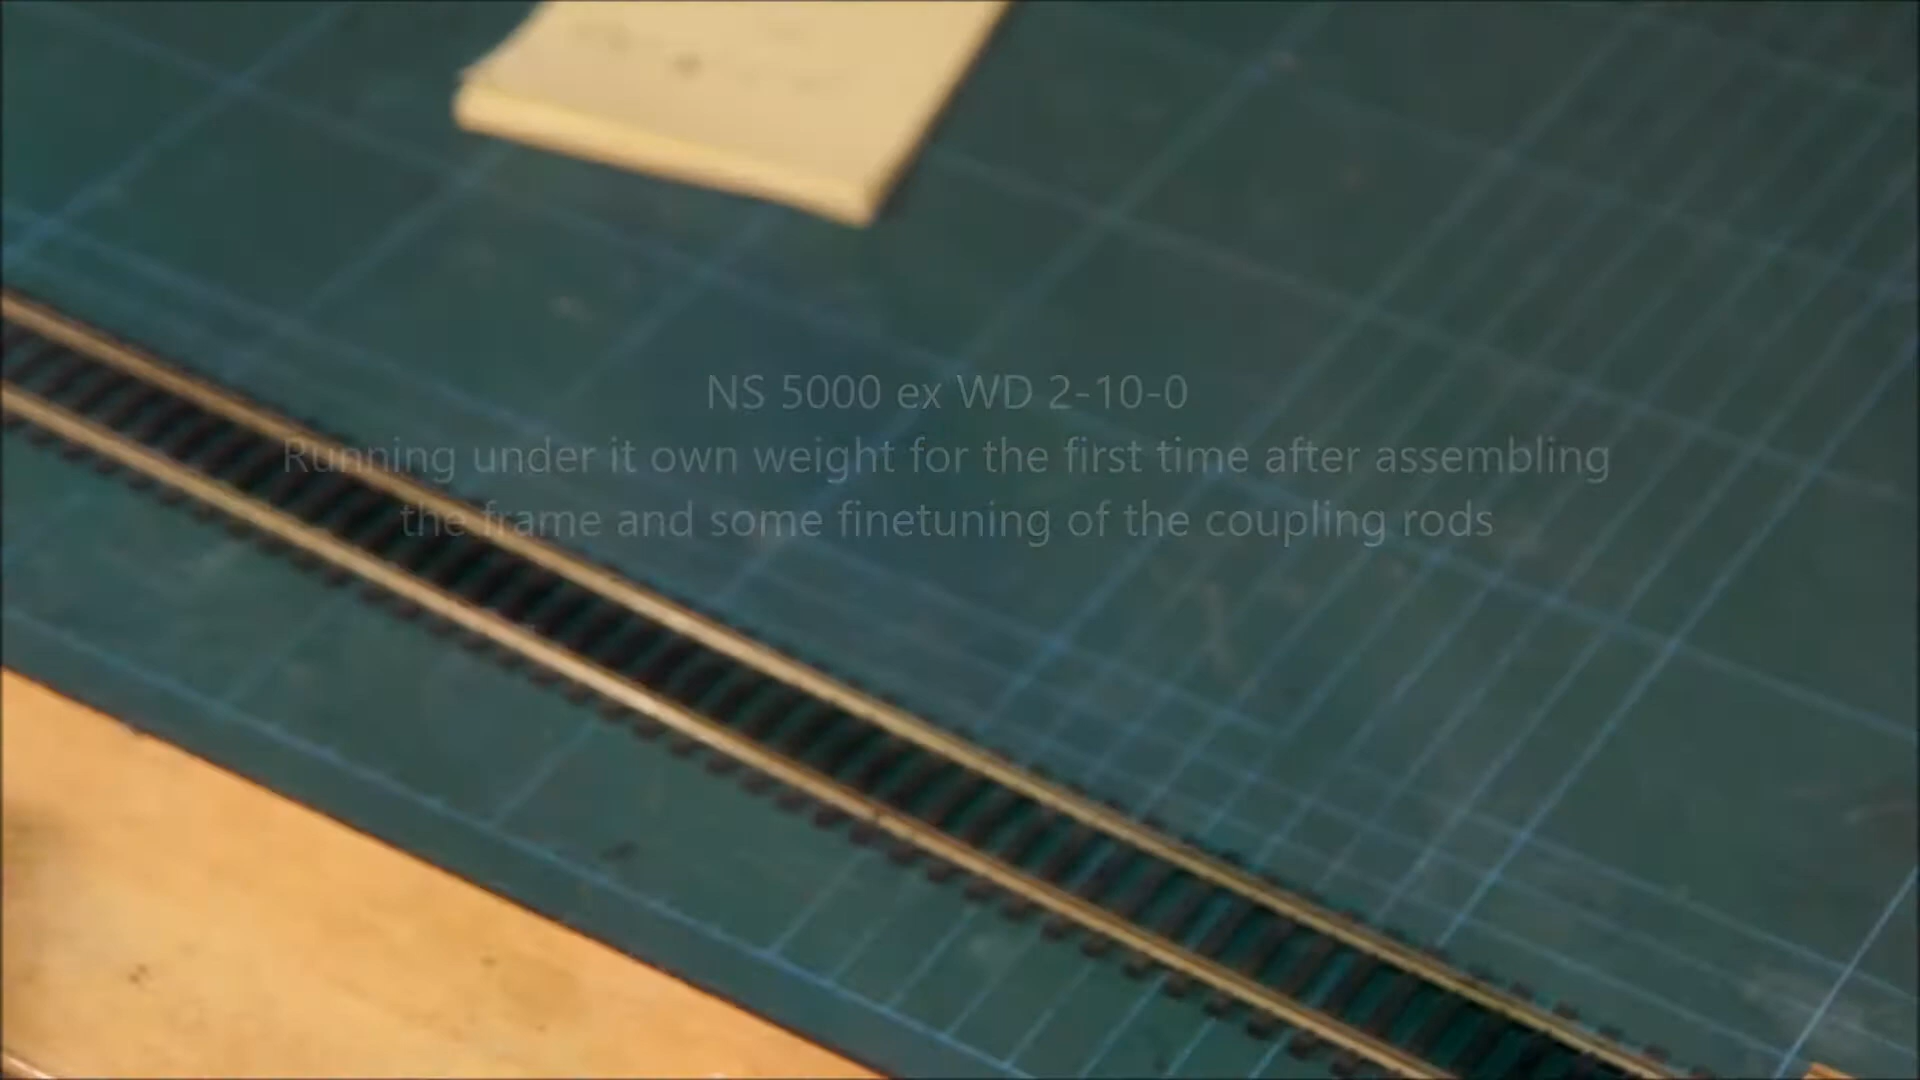 NS 5000 ex WD 2-10-0
Running under it own weight for the first time after assembling
the frame and some finetuning of the coupling rods